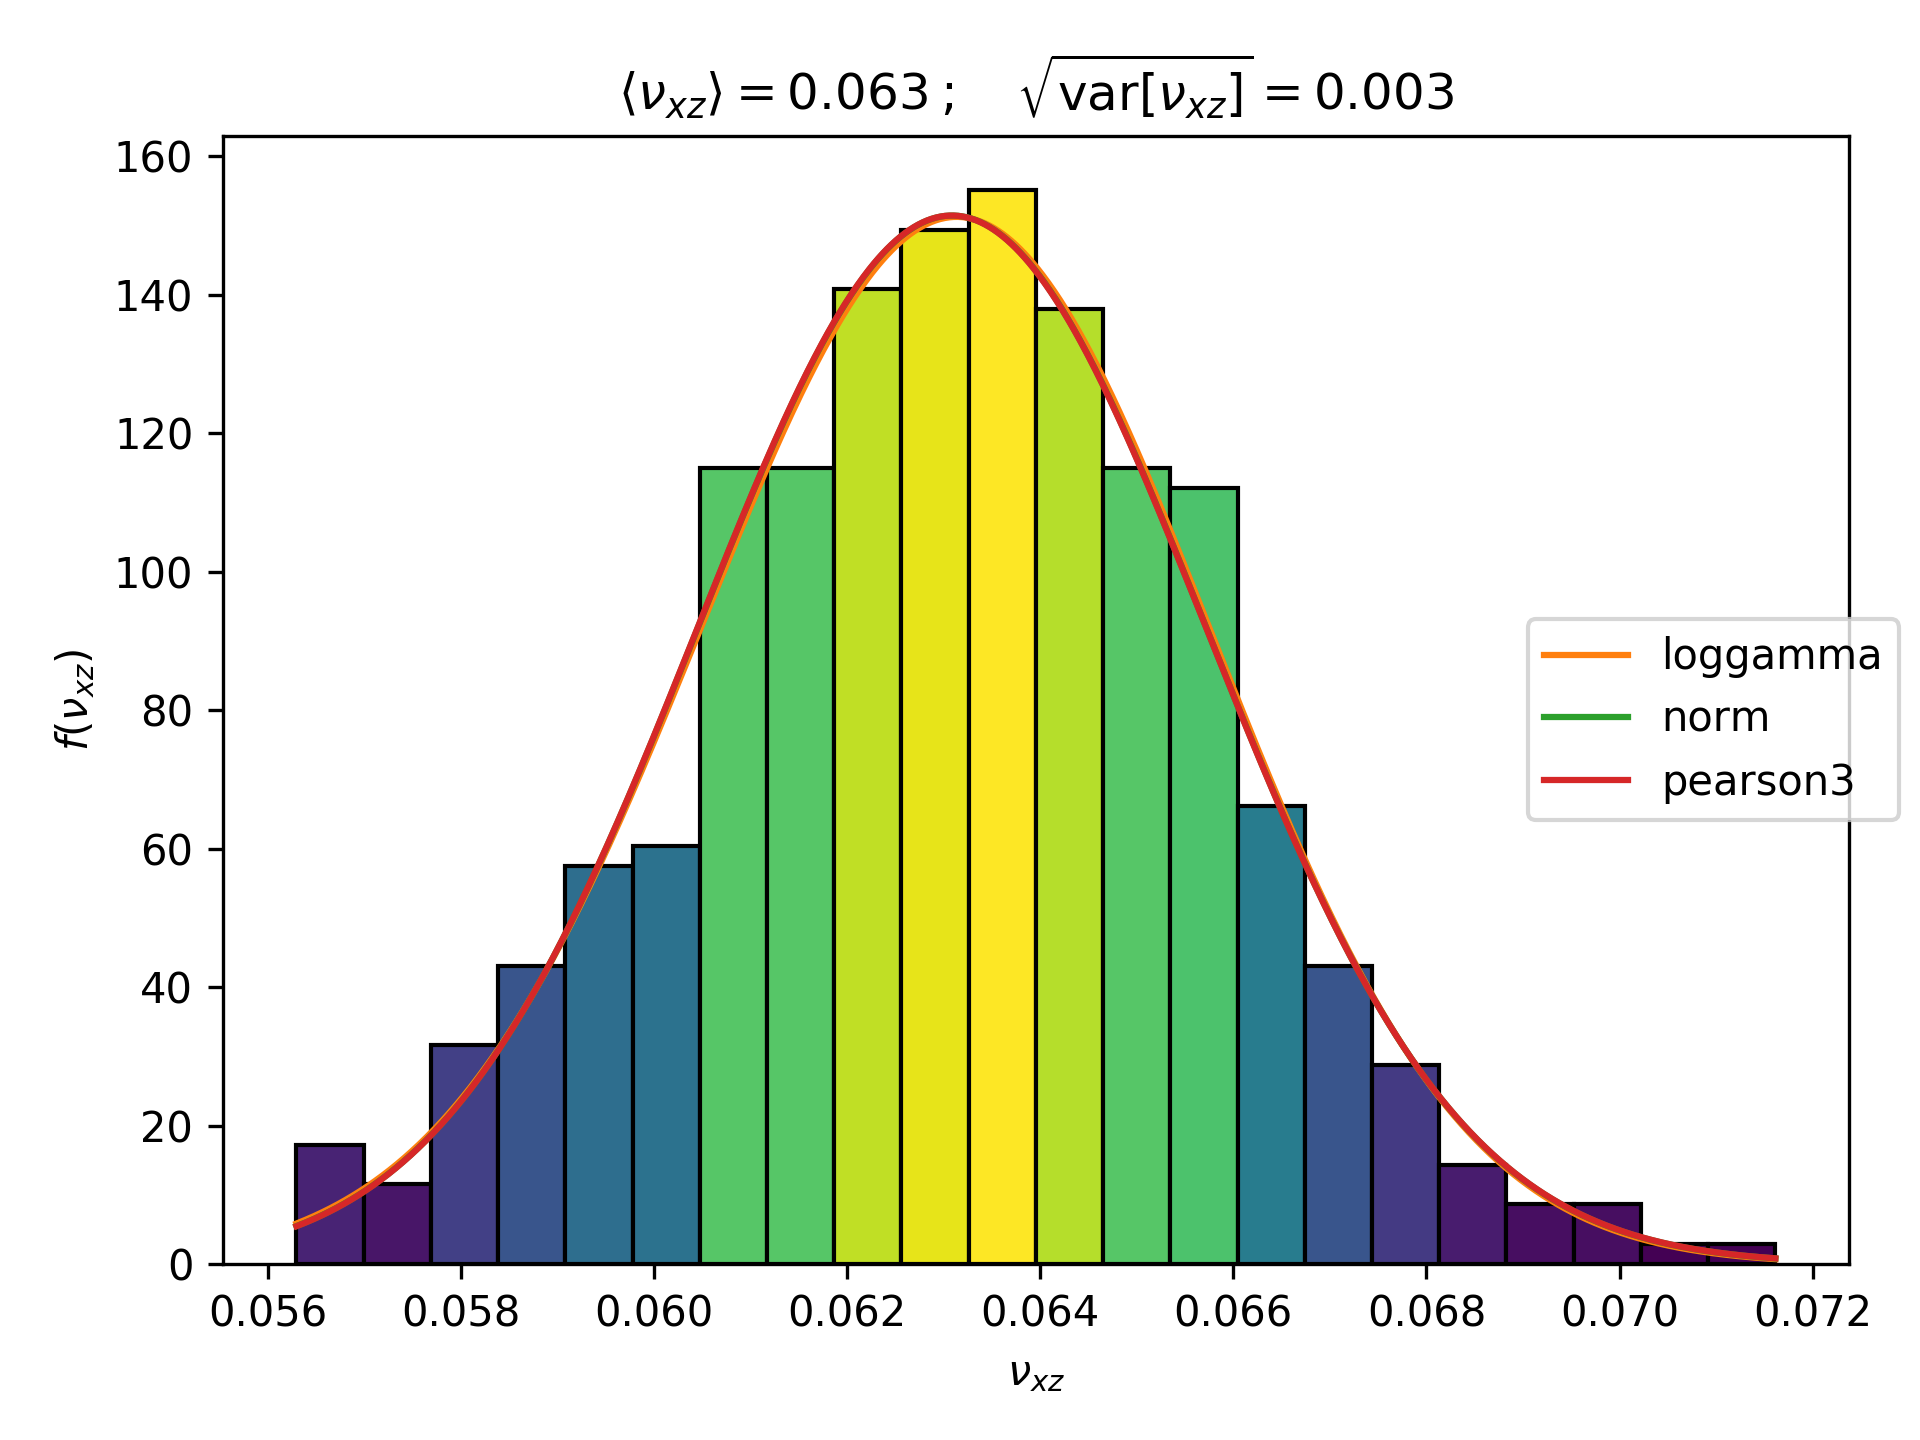 ⟨ν_xz⟩ = 0.063 ; √var[ν_xz] = 0.003
160
140
120
100
80
60
40
20
0
f(ν_xz)
loggamma
norm
pearson3
0.056 0.058 0.060 0.062 0.064 0.066 0.068 0.070 0.072
ν_xz